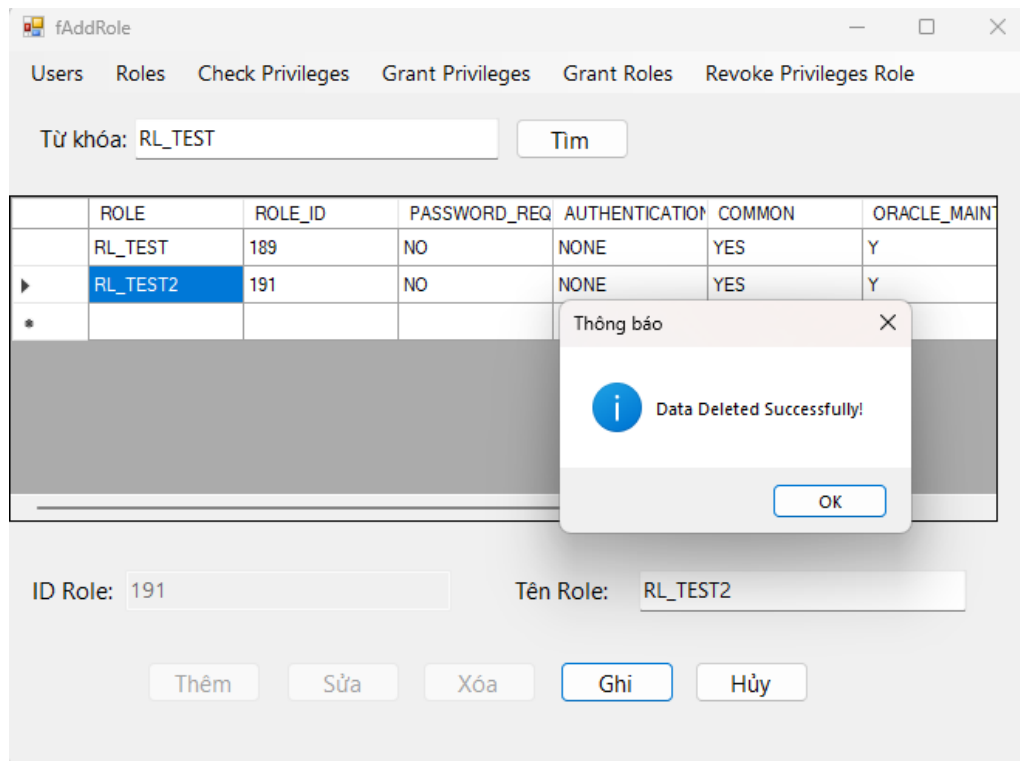 fAddRole
Users Roles Check Privileges Grant Privileges Grant Roles Revoke Privileges Role
Từ khóa: RL_TEST Tìm
ROLE ROLE_ID PASSWORD_REQ AUTHENTICATION COMMON ORACLE_MAINT
RL_TEST 189 NO NONE YES Y
RL_TEST2 191 NO NONE YES Y
Thông báo
Data Deleted Successfully!
OK
ID Role: 191 Tên Role: RL_TEST2
Thêm Sửa Xóa Ghi Hủy